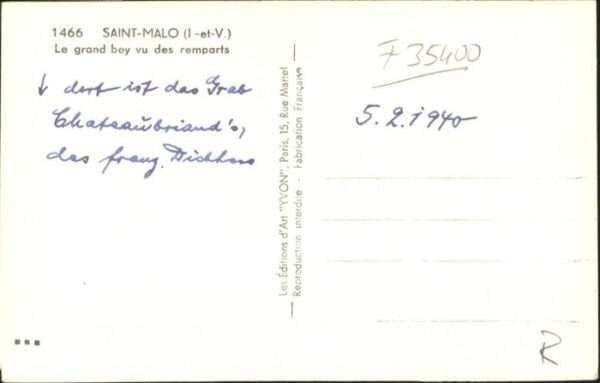 1466 SAINT-MALO (I-et-V.)
Le grand bey vu des remparts
↓ dort ist das Grab
Chateaubriand's,
des franz. Dichters
Les Éditions d'Art "YVON", Paris, 15, Rue Martel
Reproduction interdite - Fabrication Française
F 35400
5.2.1940
R